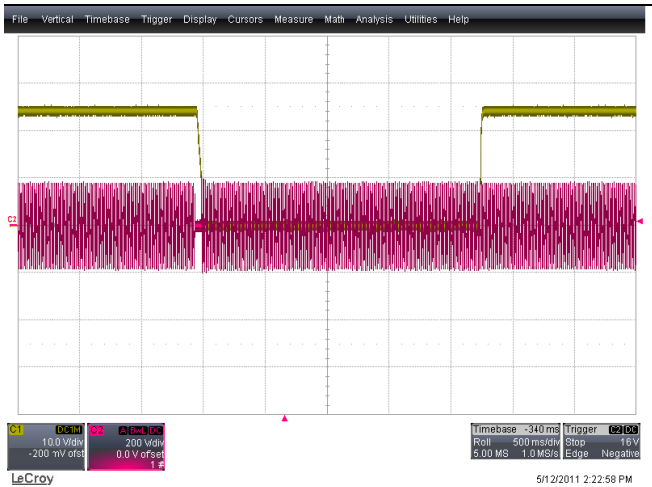 File Vertical Timebase Trigger Display Cursors Measure Math Analysis Utilities Help
C2
C1 DC1M
10.0 V/div
-200 mV ofst
C2 A BwL DC
200 V/div
0.0 V ofset
1 #
Timebase -340 ms
Roll 500 ms/div
5.00 MS 1.0 MS/s
Trigger C2 DC
Stop 16 V
Edge Negative
LeCroy
5/12/2011 2:22:58 PM